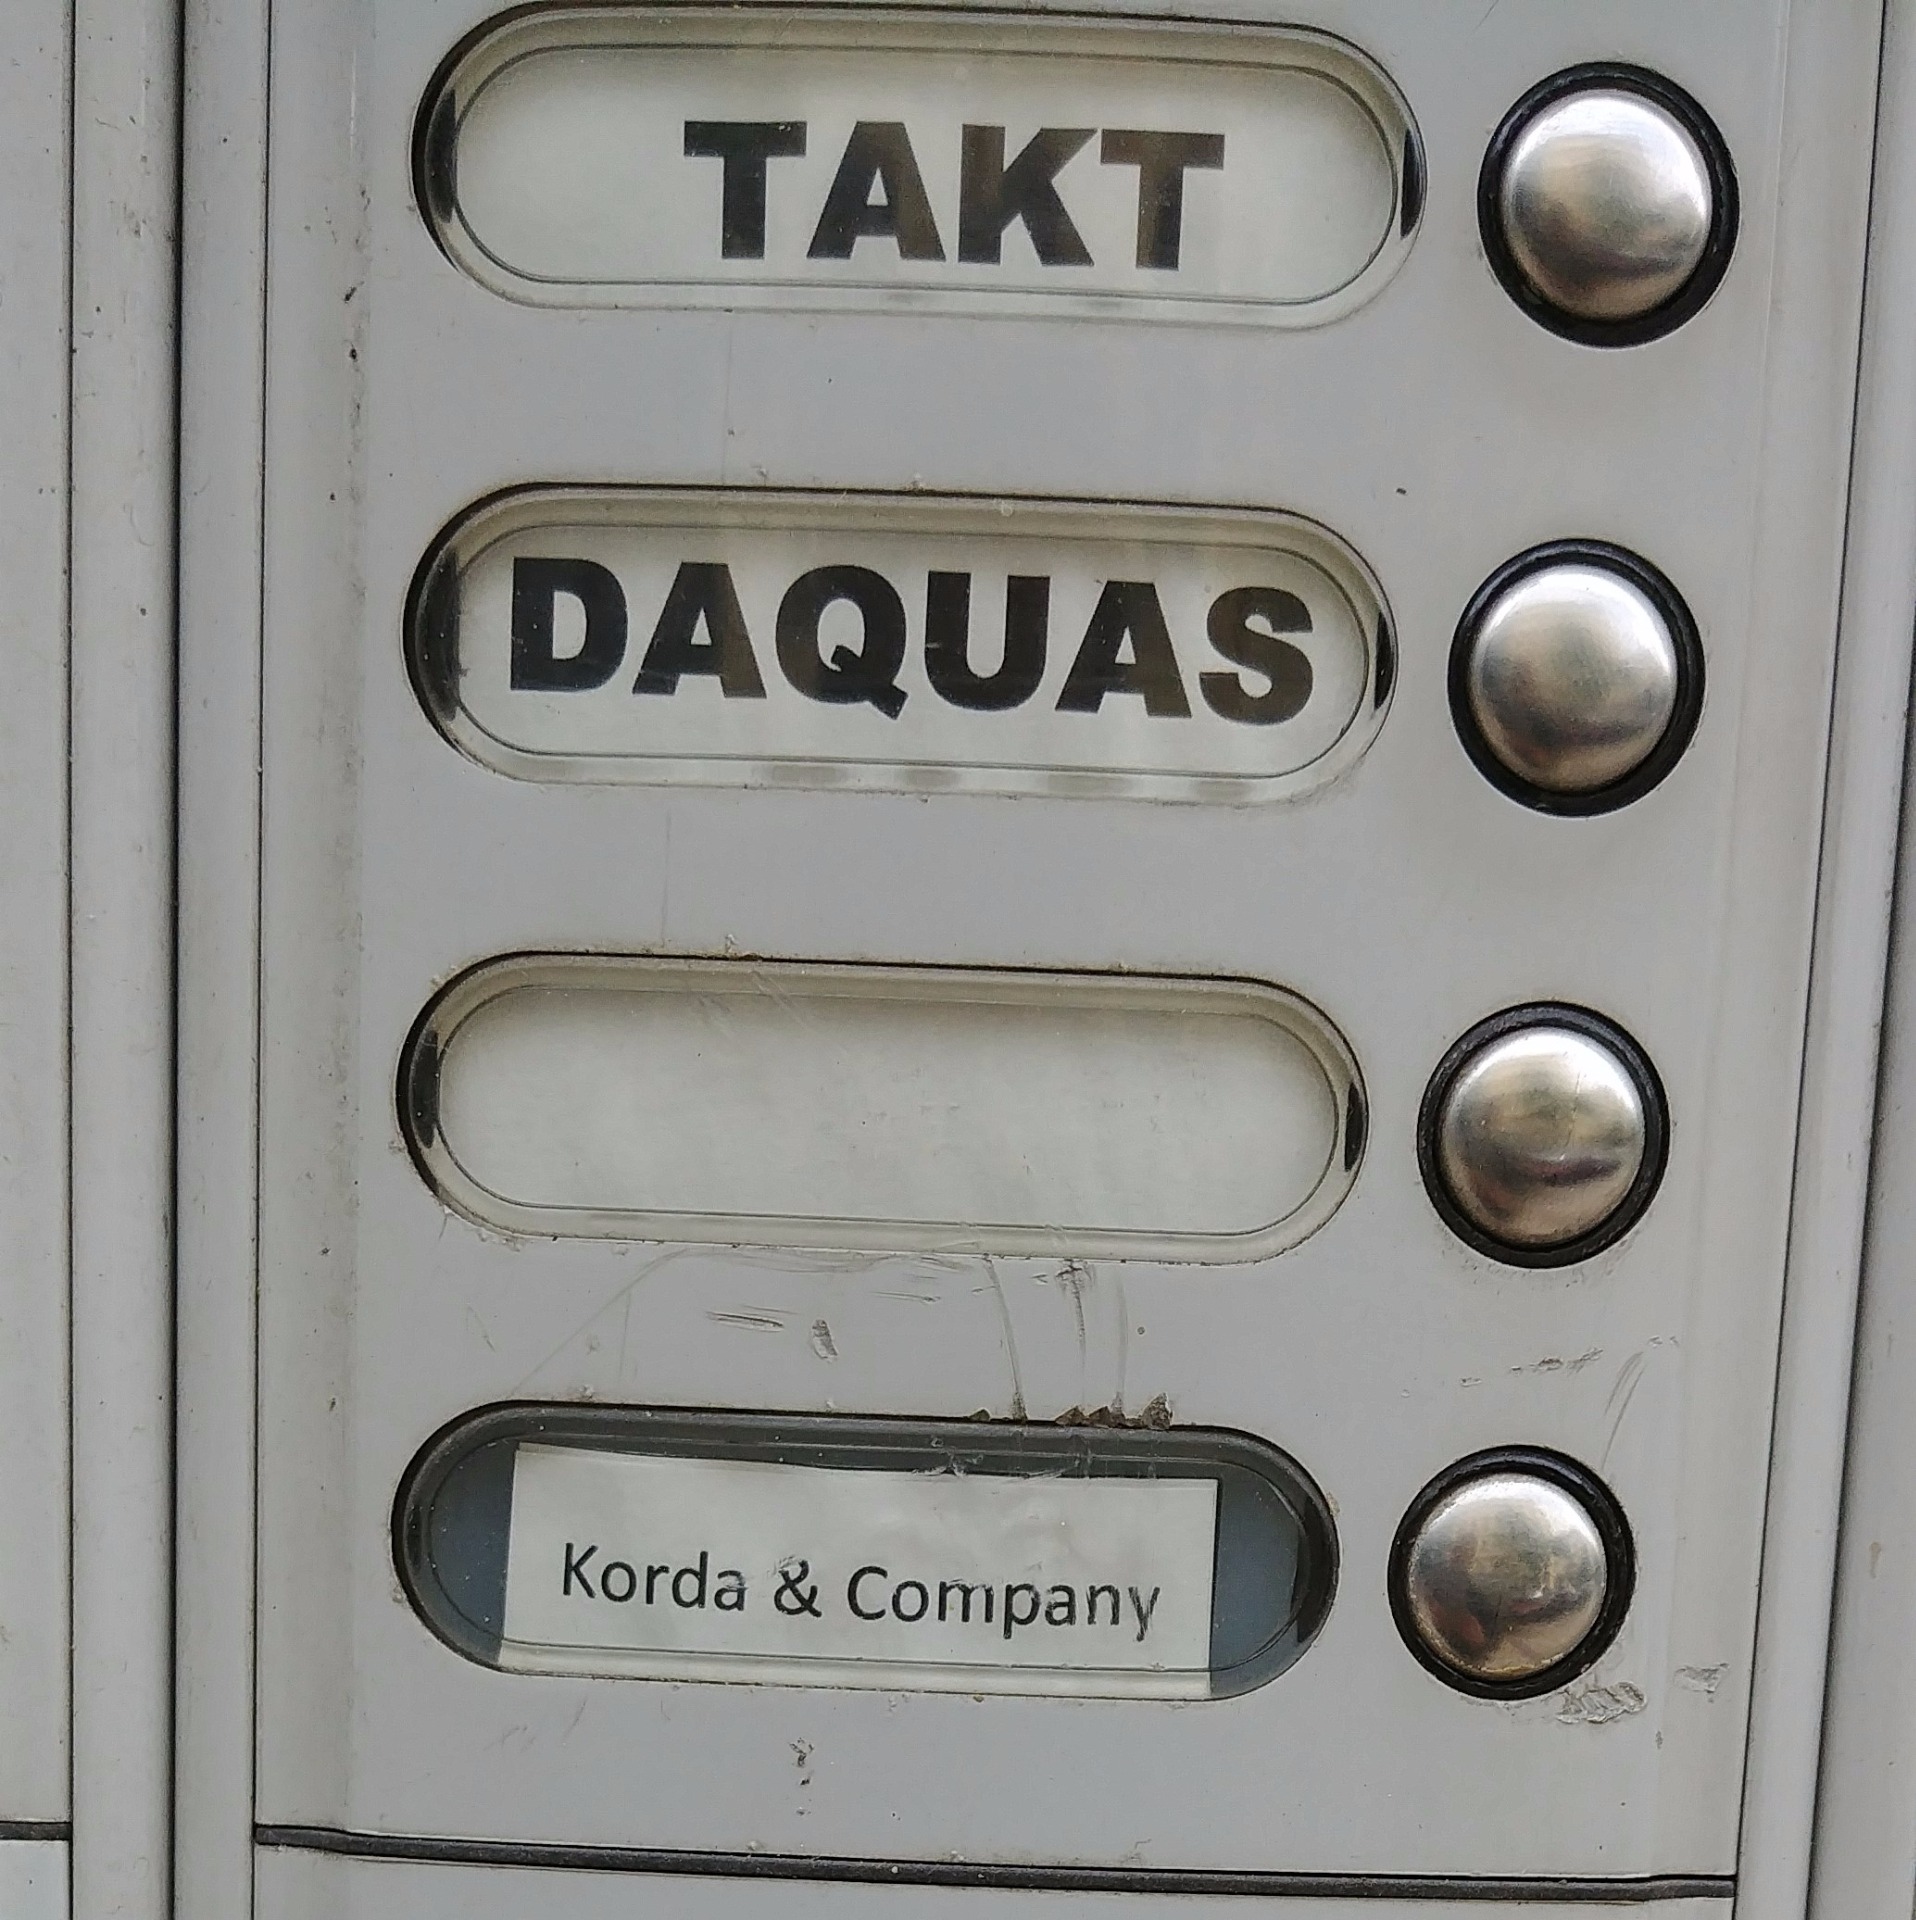 TAKT
DAQUAS
Korda & Company